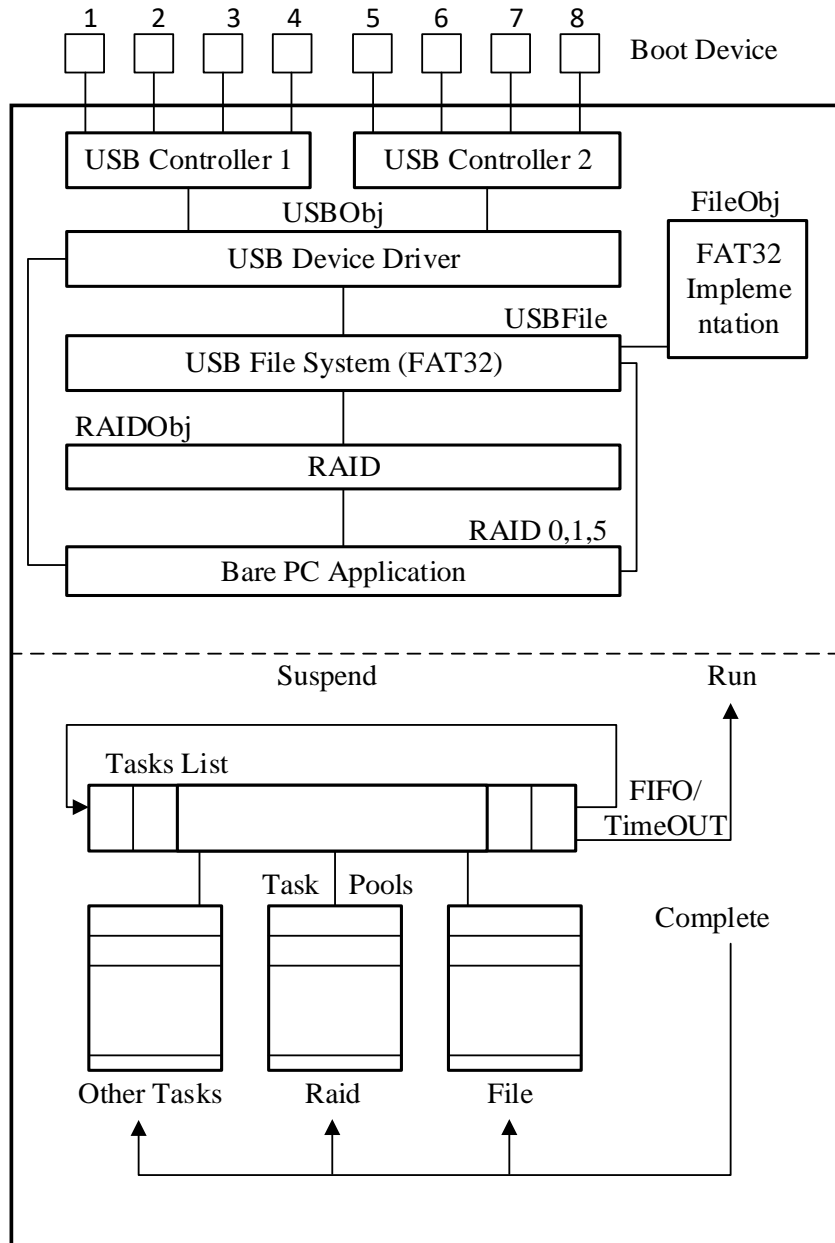 1 2 3 4 5 6 7 8
Boot Device
USB Controller 1
USB Controller 2
USBObj
FileObj
USB Device Driver
FAT32
Impleme
ntation
USBFile
USB File System (FAT32)
RAIDObj
RAID
RAID 0,1,5
Bare PC Application
Suspend
Run
Tasks List
FIFO/
TimeOUT
Task Pools
Complete
Other Tasks
Raid
File